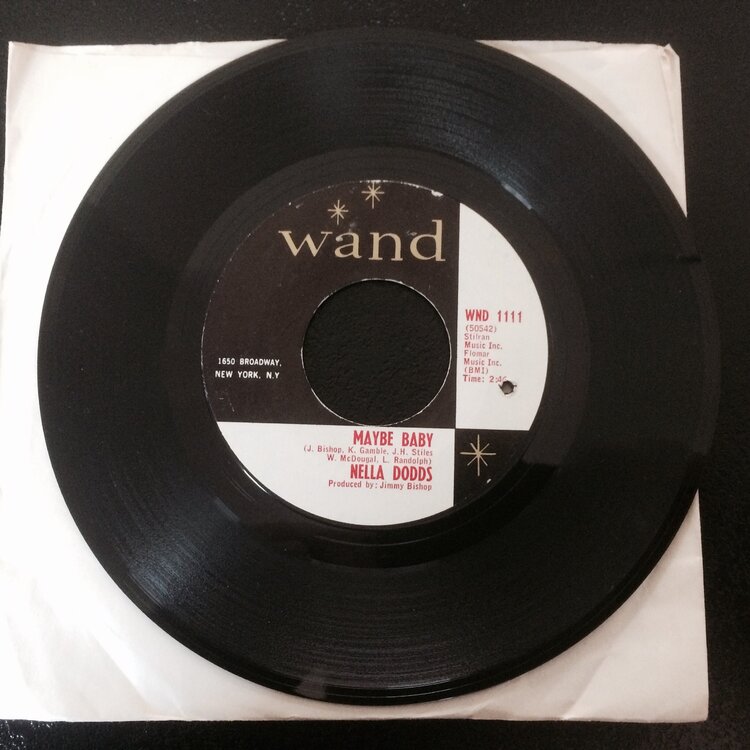 wand
1650 BROADWAY,
NEW YORK, N.Y
WND 1111
(50542)
Stilran
Music Inc.
Flomar
Music Inc.
(BMI)
Time:
MAYBE BABY
(J. Bishop, K. Gamble, J.H. Stiles
W. McDougal, L. Randolph)
NELLA DODDS
Produced by: Jimmy Bishop